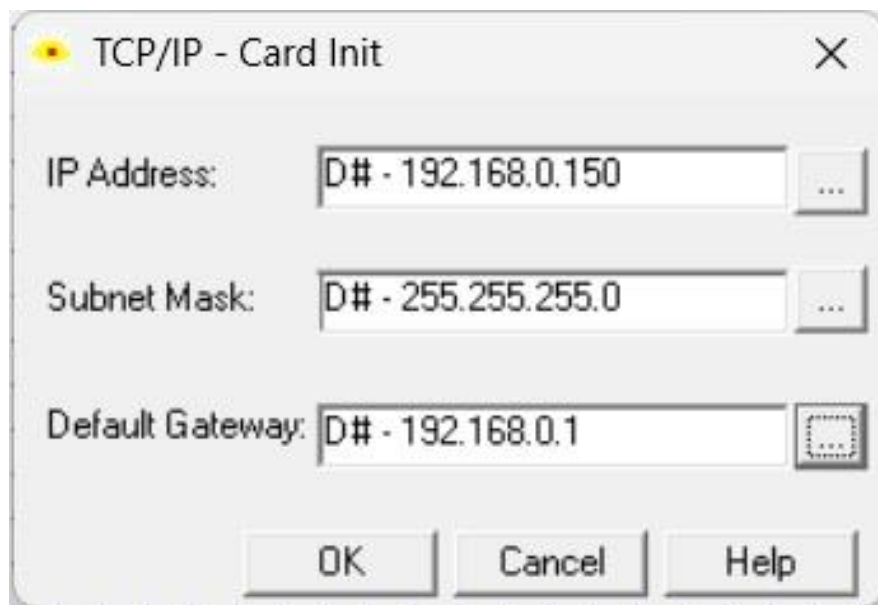 TCP/IP - Card Init
IP Address: D# - 192.168.0.150 ...
Subnet Mask: D# - 255.255.255.0 ...
Default Gateway: D# - 192.168.0.1 ...
OK Cancel Help